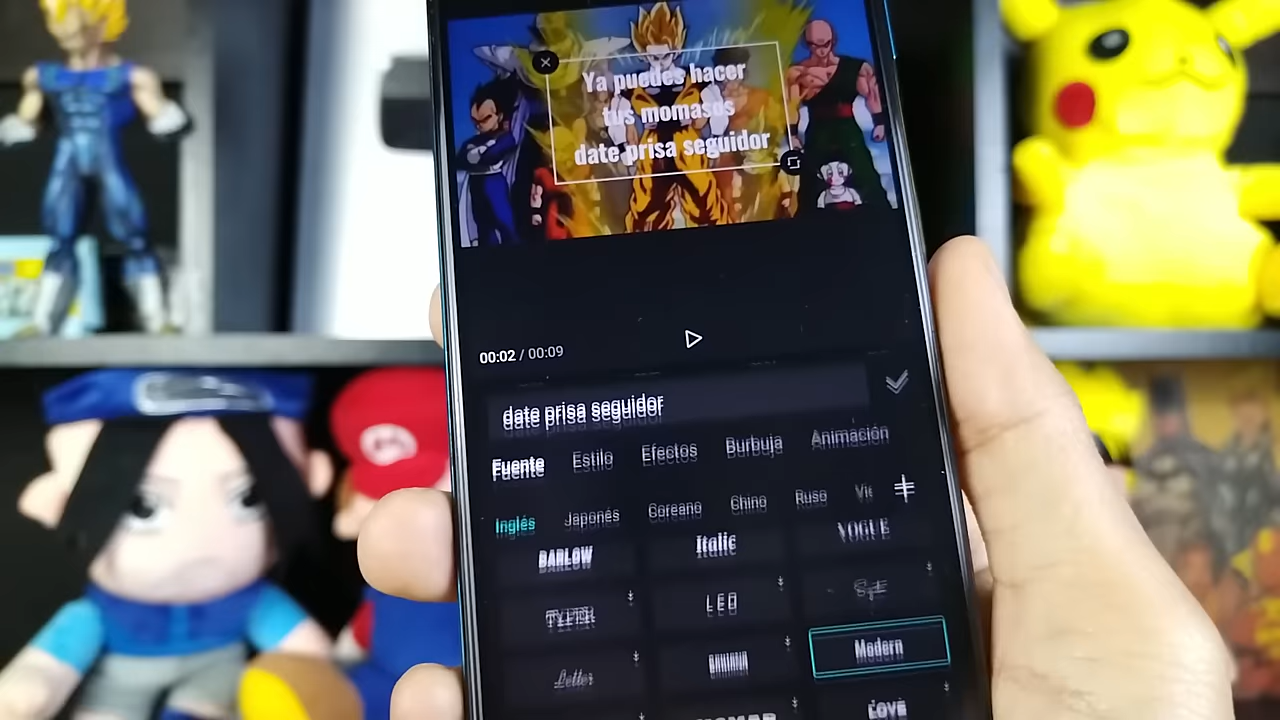 Ya puedes hacer
tus momasos
date prisa seguidor
00:02 / 00:09
date prisa seguidor
Fuente Estilo Efectos Burbuja Animación
Inglés Japonés Coreano Chino Ruso
BARLOW Italic VOGUE
LED
Letter Modern
LOVE
M